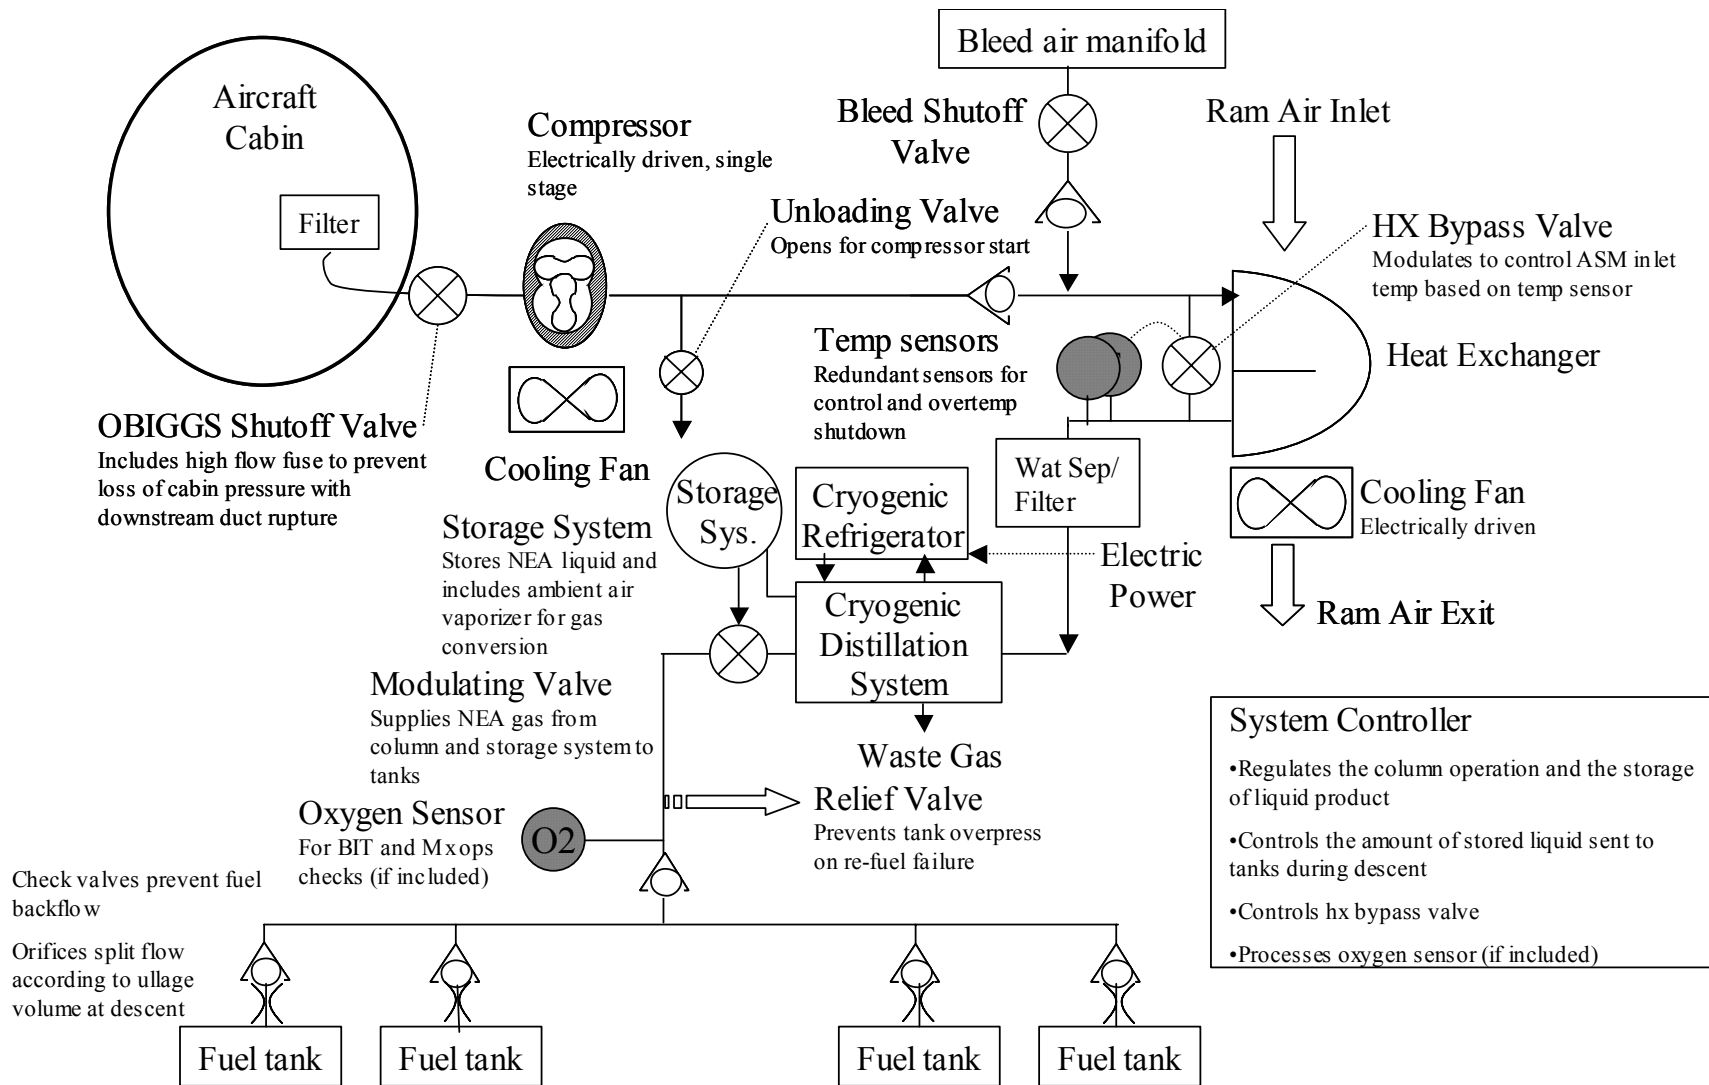 Bleed air manifold
Aircraft
Cabin
Filter
Compressor
Electrically driven, single
stage
Bleed Shutoff
Valve
Ram Air Inlet
Unloading Valve
Opens for compressor start
HX Bypass Valve
Modulates to control ASM inlet
temp based on temp sensor
Temp sensors
Redundant sensors for
control and overtemp
shutdown
Heat Exchanger
OBIGGS Shutoff Valve
Includes high flow fuse to prevent
loss of cabin pressure with
downstream duct rupture
Cooling Fan
Storage
Sys.
Cryogenic
Refrigerator
Wat Sep/
Filter
Cooling Fan
Electrically driven
Storage System
Stores NEA liquid and
includes ambient air
vaporizer for gas
conversion
Electric
Power
Ram Air Exit
Cryogenic
Distillation
System
Modulating Valve
Supplies NEA gas from
column and storage system to
tanks
Waste Gas
Relief Valve
Prevents tank overpress
on re-fuel failure
Oxygen Sensor
For BIT and Mxops
checks (if included)
O2
System Controller
•Regulates the column operation and the storage
of liquid product
•Controls the amount of stored liquid sent to
tanks during descent
•Controls hx bypass valve
•Processes oxygen sensor (if included)
Check valves prevent fuel
backflow
Orifices split flow
according to ullage
volume at descent
Fuel tank
Fuel tank
Fuel tank
Fuel tank